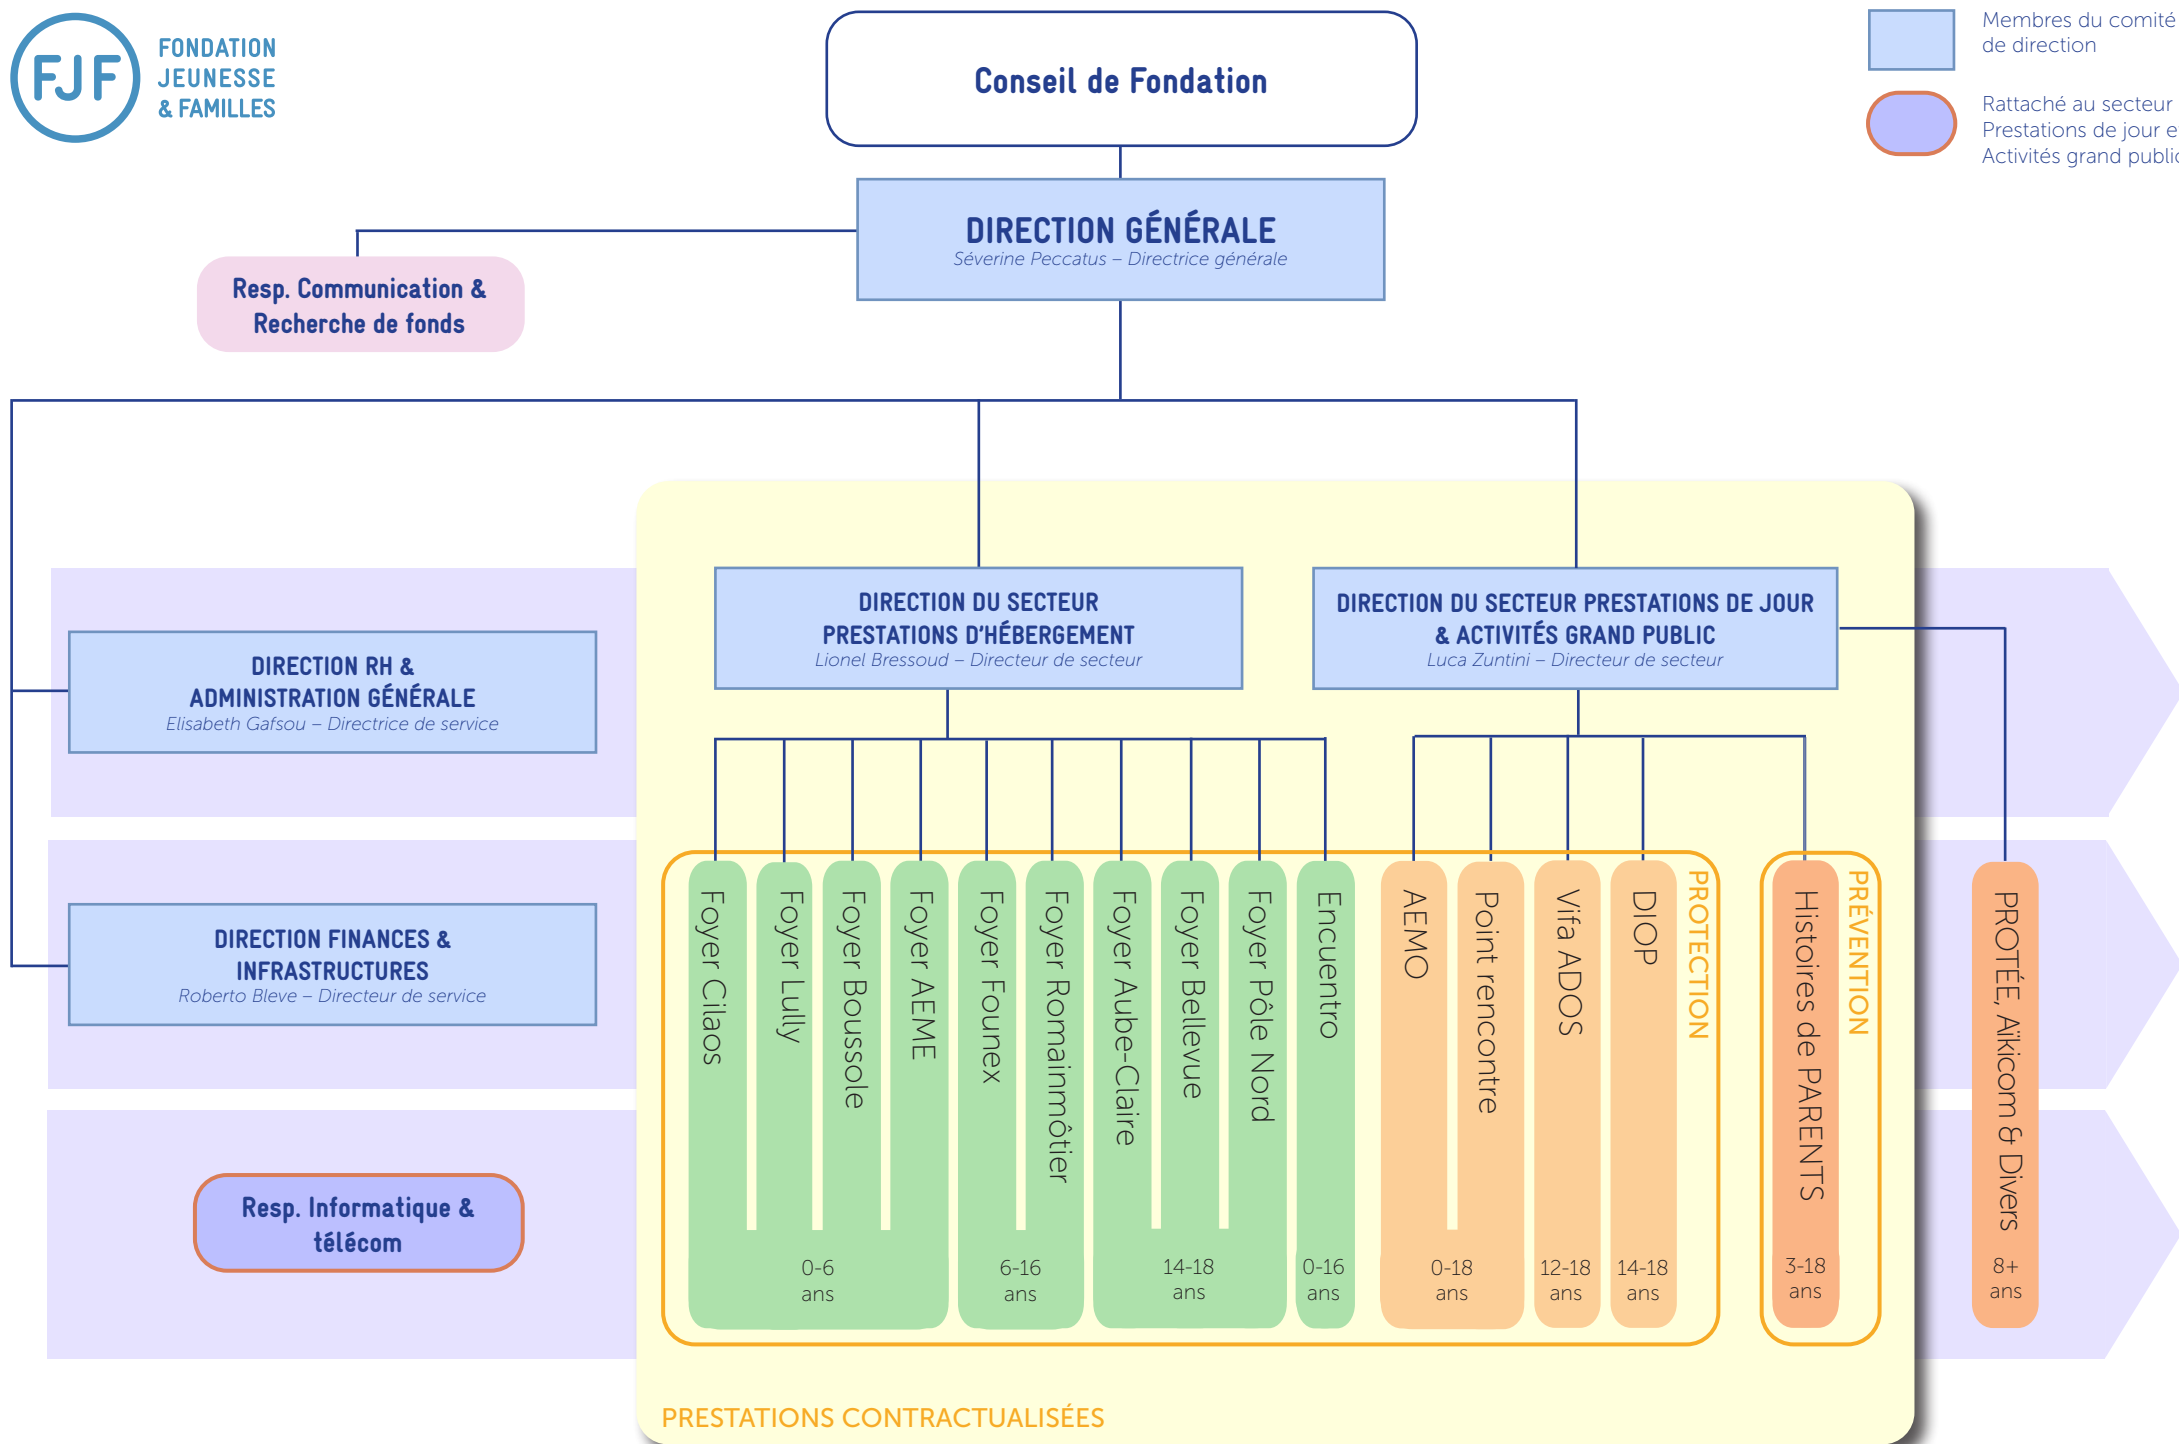 FJF
FONDATION
JEUNESSE
& FAMILLES
Conseil de Fondation
Membres du comité
de direction
Rattaché au secteur
Prestations de jour e
Activités grand public
DIRECTION GÉNÉRALE
Séverine Peccatus – Directrice générale
Resp. Communication &
Recherche de fonds
DIRECTION DU SECTEUR
PRESTATIONS D'HÉBERGEMENT
Lionel Bressoud – Directeur de secteur
DIRECTION DU SECTEUR PRESTATIONS DE JOUR
& ACTIVITÉS GRAND PUBLIC
Luca Zuntini – Directeur de secteur
DIRECTION RH &
ADMINISTRATION GÉNÉRALE
Elisabeth Gafsou – Directrice de service
DIRECTION FINANCES &
INFRASTRUCTURES
Roberto Bleve – Directeur de service
Resp. Informatique &
télécom
Foyer Cilaos
Foyer Lully
Foyer Boussole
Foyer AEME
Foyer Founex
Foyer Romainmôtier
Foyer Aube-Claire
Foyer Bellevue
Foyer Pôle Nord
Encuentro
AEMO
Point rencontre
Vifa ADOS
DIOP
PROTECTION
Histoires de PARENTS
PRÉVENTION
PROTÉE, Aïkicom & Divers
0-6
ans
6-16
ans
14-18
ans
0-16
ans
0-18
ans
12-18
ans
14-18
ans
3-18
ans
8+
ans
PRESTATIONS CONTRACTUALISÉES